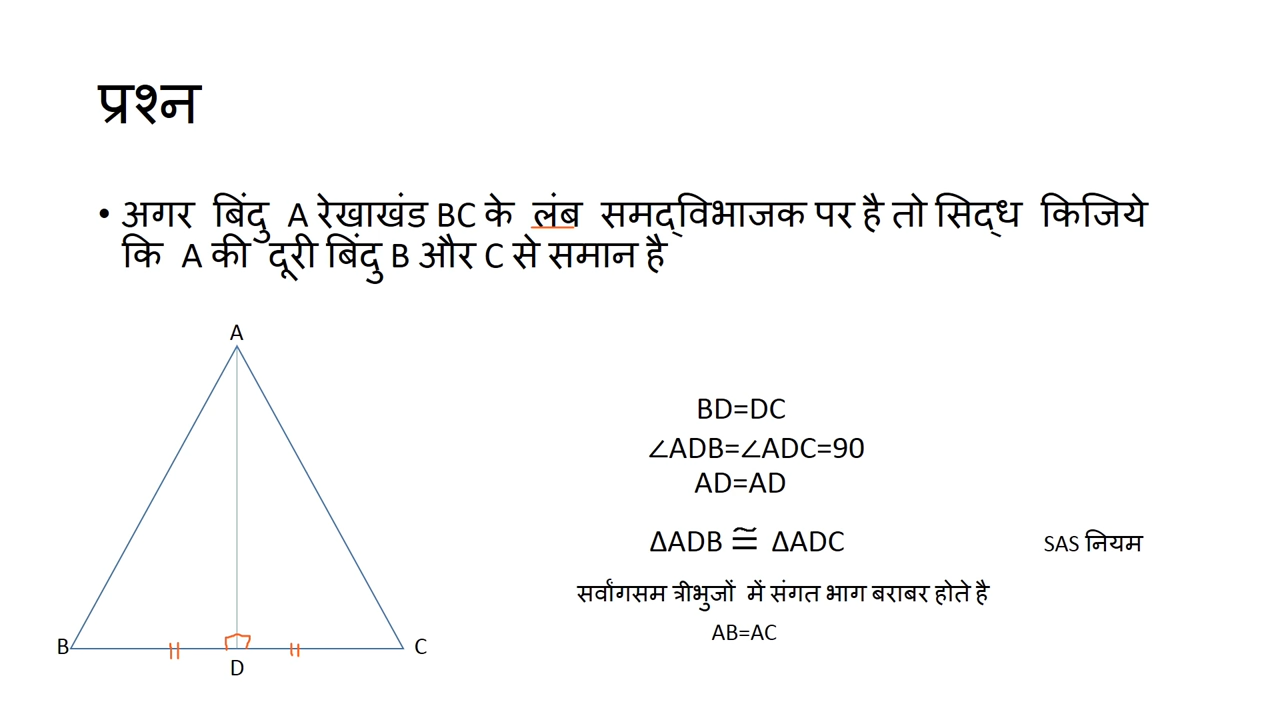 प्रश्न
• अगर बिंदु A रेखाखंड BC के लंब समद्विभाजक पर है तो सिद्ध किजिये
कि A की दूरी बिंदु B और C से समान है
A
BD=DC
∠ADB=∠ADC=90
AD=AD
ΔADB ≅ ΔADC SAS नियम
सर्वांगसम त्रीभुजों में संगत भाग बराबर होते है
AB=AC
B C
D